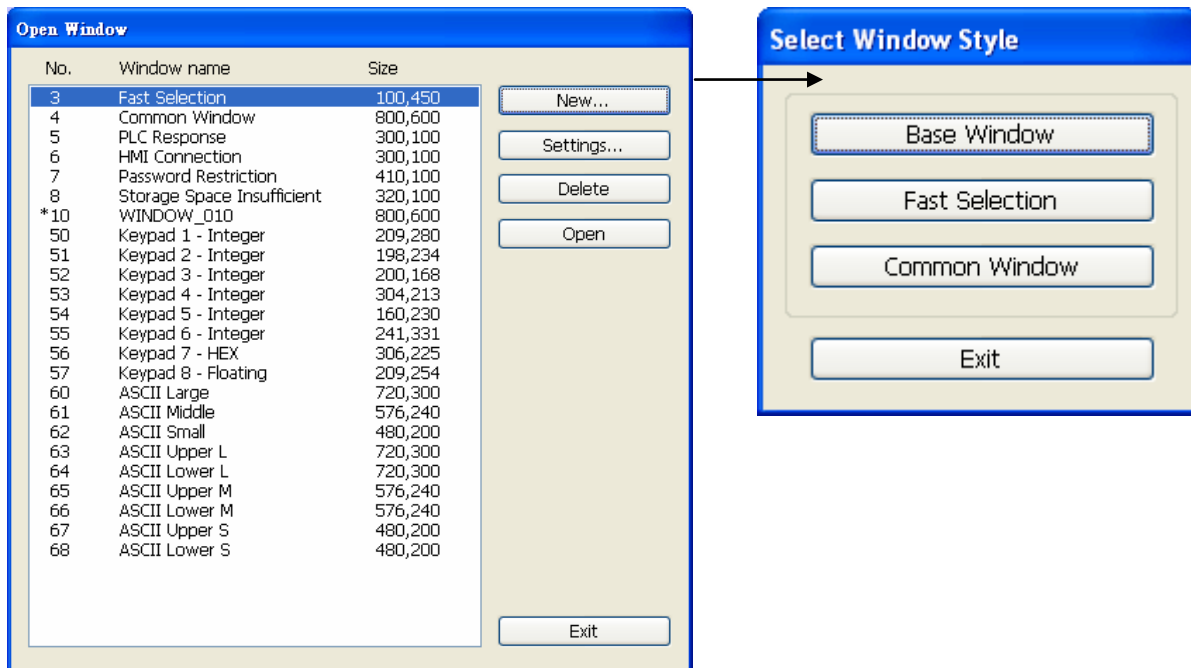 Open Window
No. Window name Size
3 Fast Selection 100,450
4 Common Window 800,600
5 PLC Response 300,100
6 HMI Connection 300,100
7 Password Restriction 410,100
8 Storage Space Insufficient 320,100
*10 WINDOW_010 800,600
50 Keypad 1 - Integer 209,280
51 Keypad 2 - Integer 198,234
52 Keypad 3 - Integer 200,168
53 Keypad 4 - Integer 304,213
54 Keypad 5 - Integer 160,230
55 Keypad 6 - Integer 241,331
56 Keypad 7 - HEX 306,225
57 Keypad 8 - Floating 209,254
60 ASCII Large 720,300
61 ASCII Middle 576,240
62 ASCII Small 480,200
63 ASCII Upper L 720,300
64 ASCII Lower L 720,300
65 ASCII Upper M 576,240
66 ASCII Lower M 576,240
67 ASCII Upper S 480,200
68 ASCII Lower S 480,200
New...
Settings...
Delete
Open
Exit
Select Window Style
Base Window
Fast Selection
Common Window
Exit